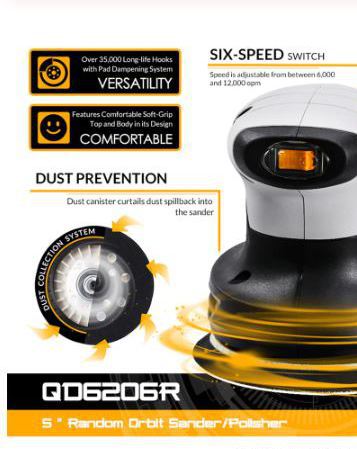 Over 35,000 Long-life Hooks
with Pad Dampening System
VERSATILITY
Features Comfortable Soft-Grip
Top and Body in its Design
COMFORTABLE
SIX-SPEED SWITCH
Speed is adjustable from between 6,000
and 12,000 opm
DUST PREVENTION
Dust canister curtails dust spillback into
the sander
DUST COLLECTION SYSTEM
QD6206R
5 " Random Orbit Sander/Polisher